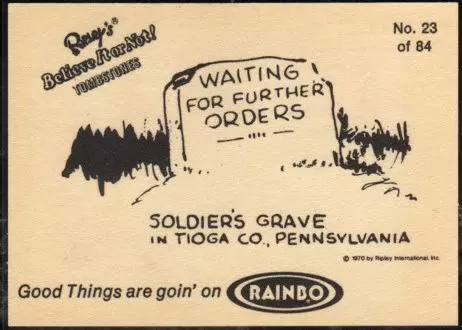 Ripley's®
Believe It or Not!
TOMBSTONES
No. 23
of 84
WAITING
FOR FURTHER
ORDERS
SOLDIER'S GRAVE
IN TIOGA CO., PENNSYLVANIA
© 1970 by Ripley International, Inc.
Good Things are goin' on RAINBO